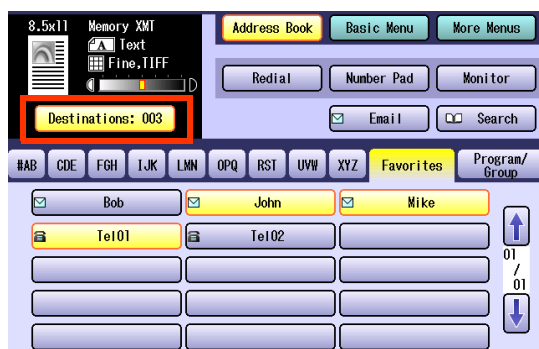 8.5x11 Memory XMT
A Text
Fine,TIFF
D
Destinations: 003
Address Book Basic Menu More Menus
Redial Number Pad Monitor
Email Search
#AB CDE FGH IJK LMN OPQ RST UVW XYZ Favorites Program/
Group
Bob John Mike
Tel01 Tel02
01
/
01